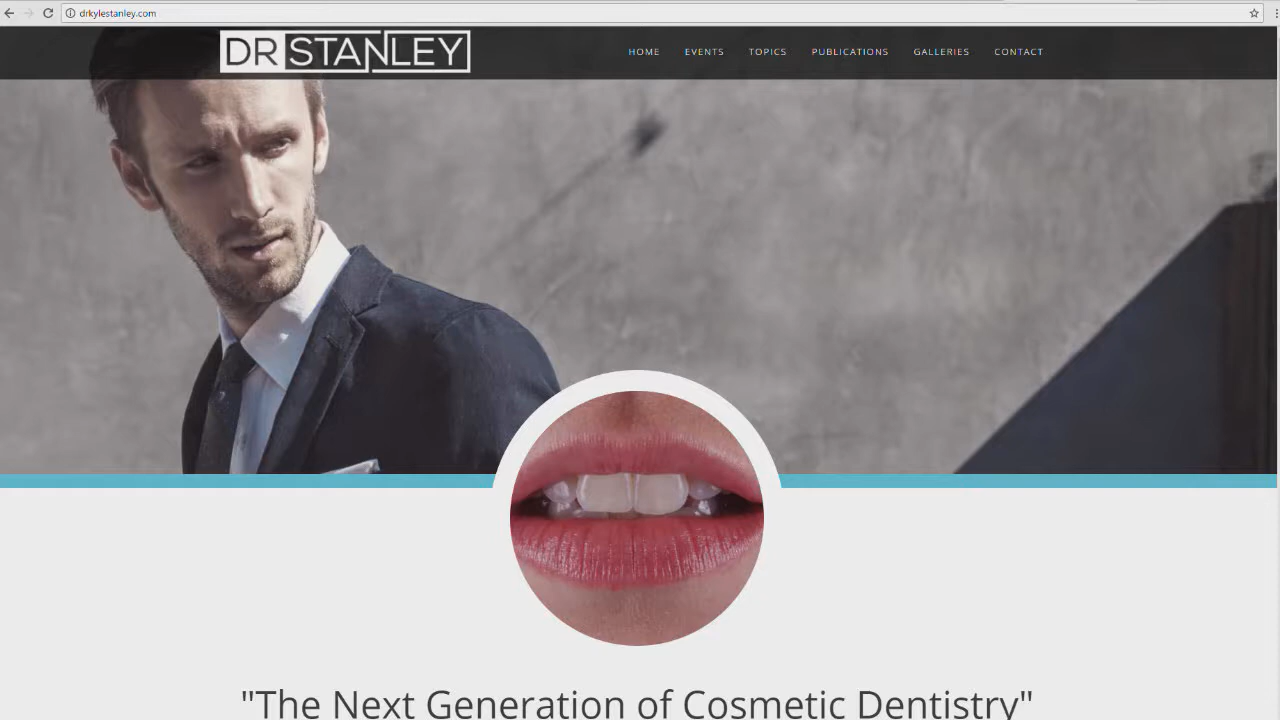 drkylestanley.com
DR STANLEY
HOME EVENTS TOPICS PUBLICATIONS GALLERIES CONTACT
"The Next Generation of Cosmetic Dentistry"